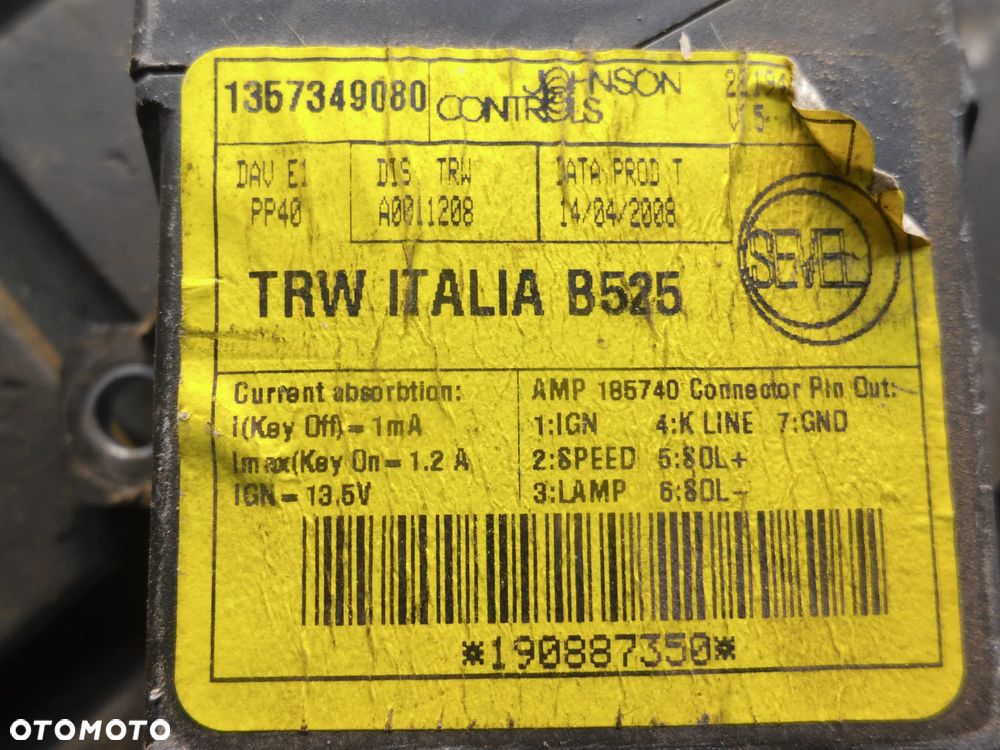 1357349080
JOHNSON
CONTROLS
DAV E1
PP40
DIS TRW
A0011208
DATA PROD T
14/04/2008
SEVEL
TRW ITALIA B525
Current absorbtion:
I(Key Off)= 1mA
Imax(Key On= 1.2 A
IGN= 13,5V
AMP 185740 Connector Pin Out:
1:IGN 4:K LINE 7:GND
2:SPEED 5:SOL+
3:LAMP 6:SOL-
*190887350*
OTOMOTO